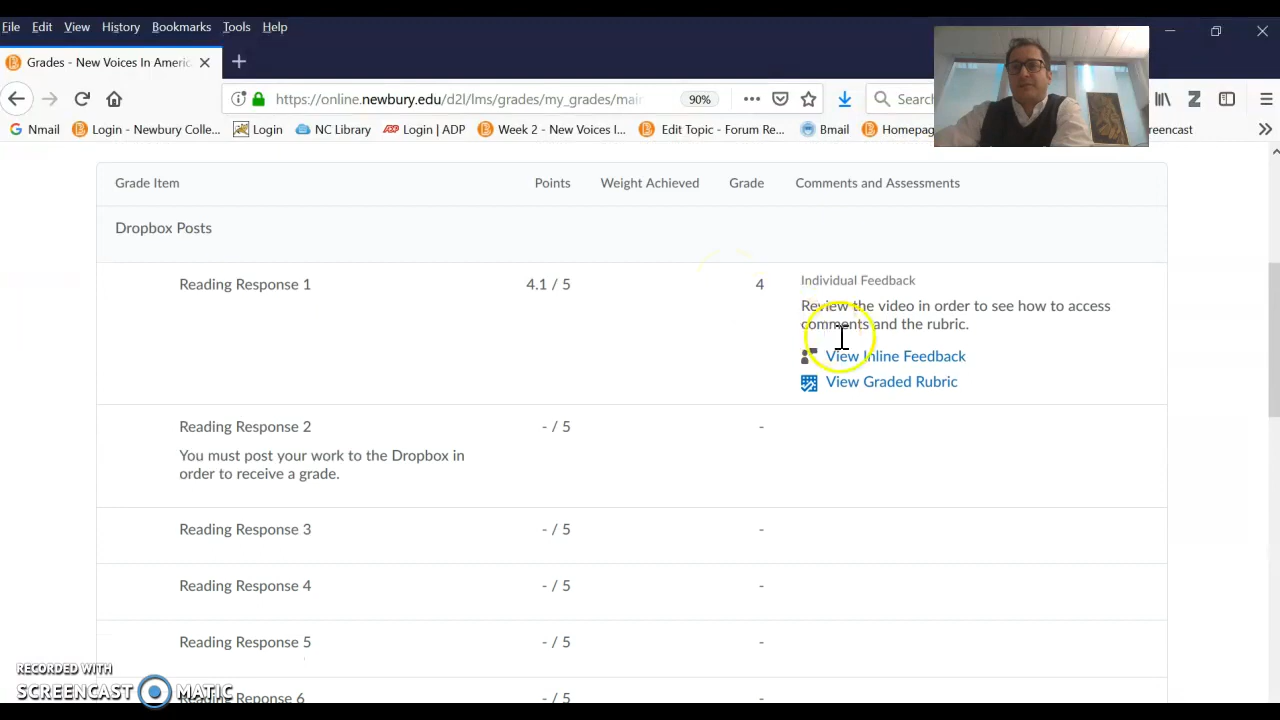 File Edit View History Bookmarks Tools Help
Grades - New Voices In Americ
https://online.newbury.edu/d2l/lms/grades/my_grades/main
90%
Searc
Nmail
Login - Newbury Colle...
Login
NC Library
Login | ADP
Week 2 - New Voices I...
Edit Topic - Forum Re...
Bmail
Homepag
creencast
Grade Item Points Weight Achieved Grade Comments and Assessments
Dropbox Posts
Reading Response 1 4.1 / 5 4 Individual Feedback
Review the video in order to see how to access
comments and the rubric.
View Inline Feedback
View Graded Rubric
Reading Response 2 - / 5 -
You must post your work to the Dropbox in
order to receive a grade.
Reading Response 3 - / 5 -
Reading Response 4 - / 5 -
Reading Response 5 - / 5 -
Reading Reponse 6 - / 5 -
RECORDED WITH
SCREENCAST MATIC